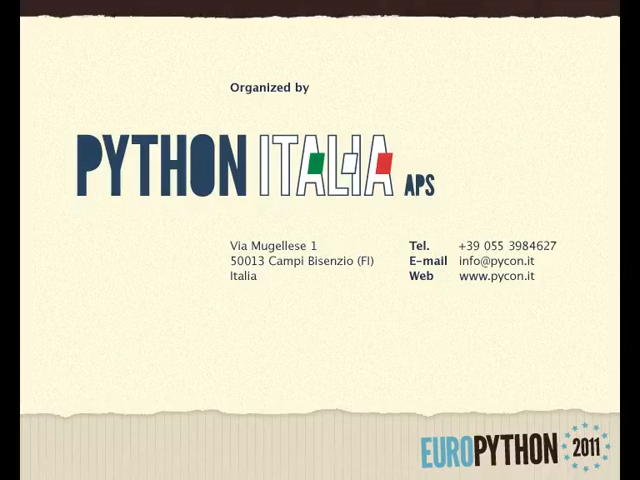 Organized by
PYTHON ITALIA APS
Via Mugellese 1
50013 Campi Bisenzio (FI)
Italia
Tel. +39 055 3984627
E-mail info@pycon.it
Web www.pycon.it
EUROPYTHON 2011